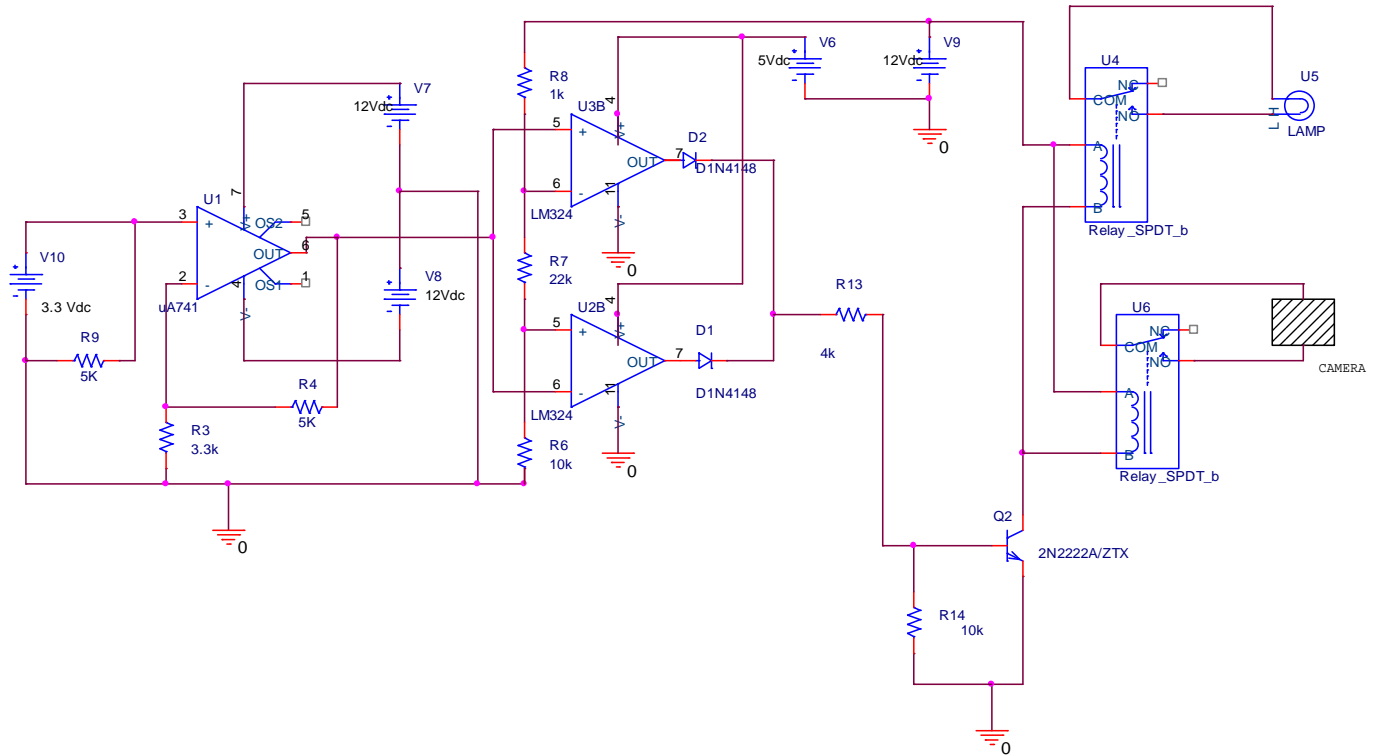 V10
3.3 Vdc
R9
5K
U1
3
+
2
-
7
V+
OS2
5
OUT
6
OS1
1
4
V-
uA741
R3
3.3k
R4
5K
0
V7
12Vdc
V8
12Vdc
R8
1k
R7
22k
R6
10k
U3B
5
+
6
-
4
V+
OUT
7
11
V-
LM324
0
D2
D1N4148
U2B
5
+
6
-
4
V+
OUT
7
11
V-
LM324
0
D1
D1N4148
V6
5Vdc
V9
12Vdc
0
R13
4k
R14
10k
Q2
2N2222A/ZTX
0
U4
NC
COM
NO
A
B
Relay_SPDT_b
U5
L H
LAMP
U6
NC
COM
NO
A
B
Relay_SPDT_b
CAMERA